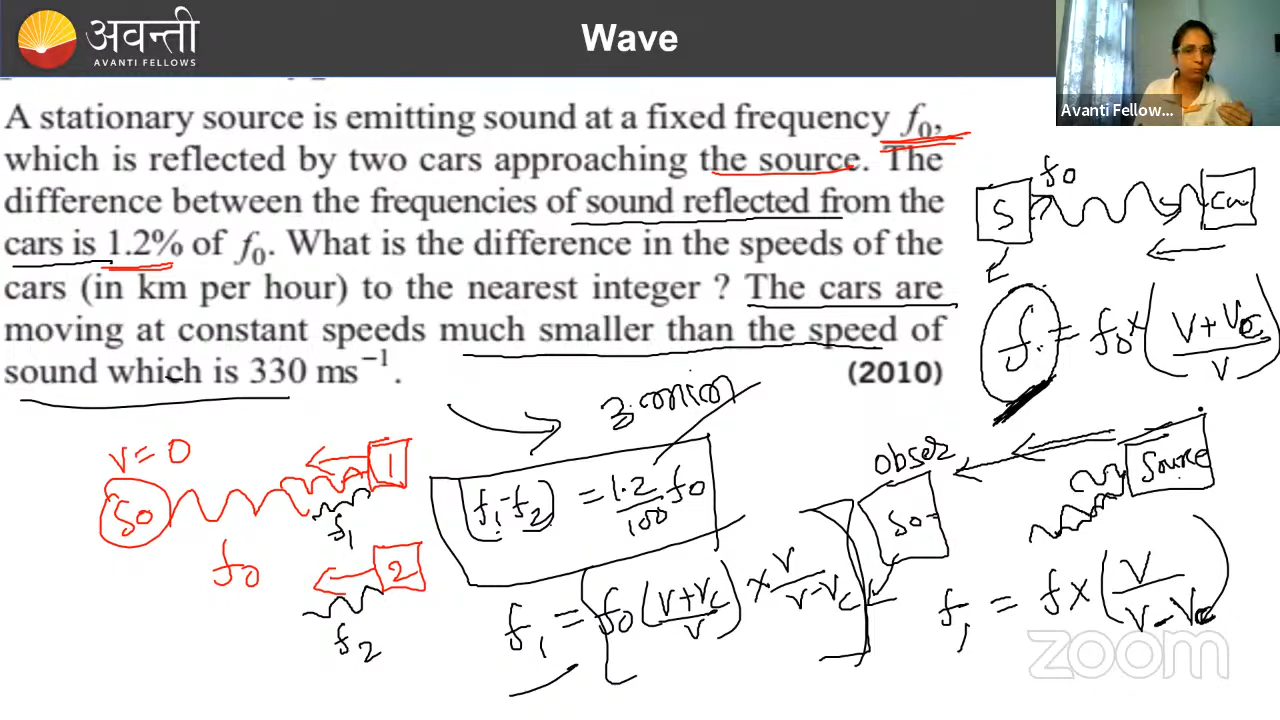 अवन्ती
AVANTI FELLOWS
Wave
Avanti Fellow...
A stationary source is emitting sound at a fixed frequency f₀,
which is reflected by two cars approaching the source. The
difference between the frequencies of sound reflected from the
cars is 1.2% of f₀. What is the difference in the speeds of the
cars (in km per hour) to the nearest integer ? The cars are
moving at constant speeds much smaller than the speed of
sound which is 330 ms⁻¹.
(2010)
f₀
S
f = f₀ × (V + V / V)
3 min
v = 0
S0
1
f₁
f₀
2
f₂
(f₁ - f₂) = 1.2/100 f₀
obser
So
Source
f₁ = f₀ (V + Vc / V) × V / V - Vc
f₁ = f × (V / V - Vc)
zoom